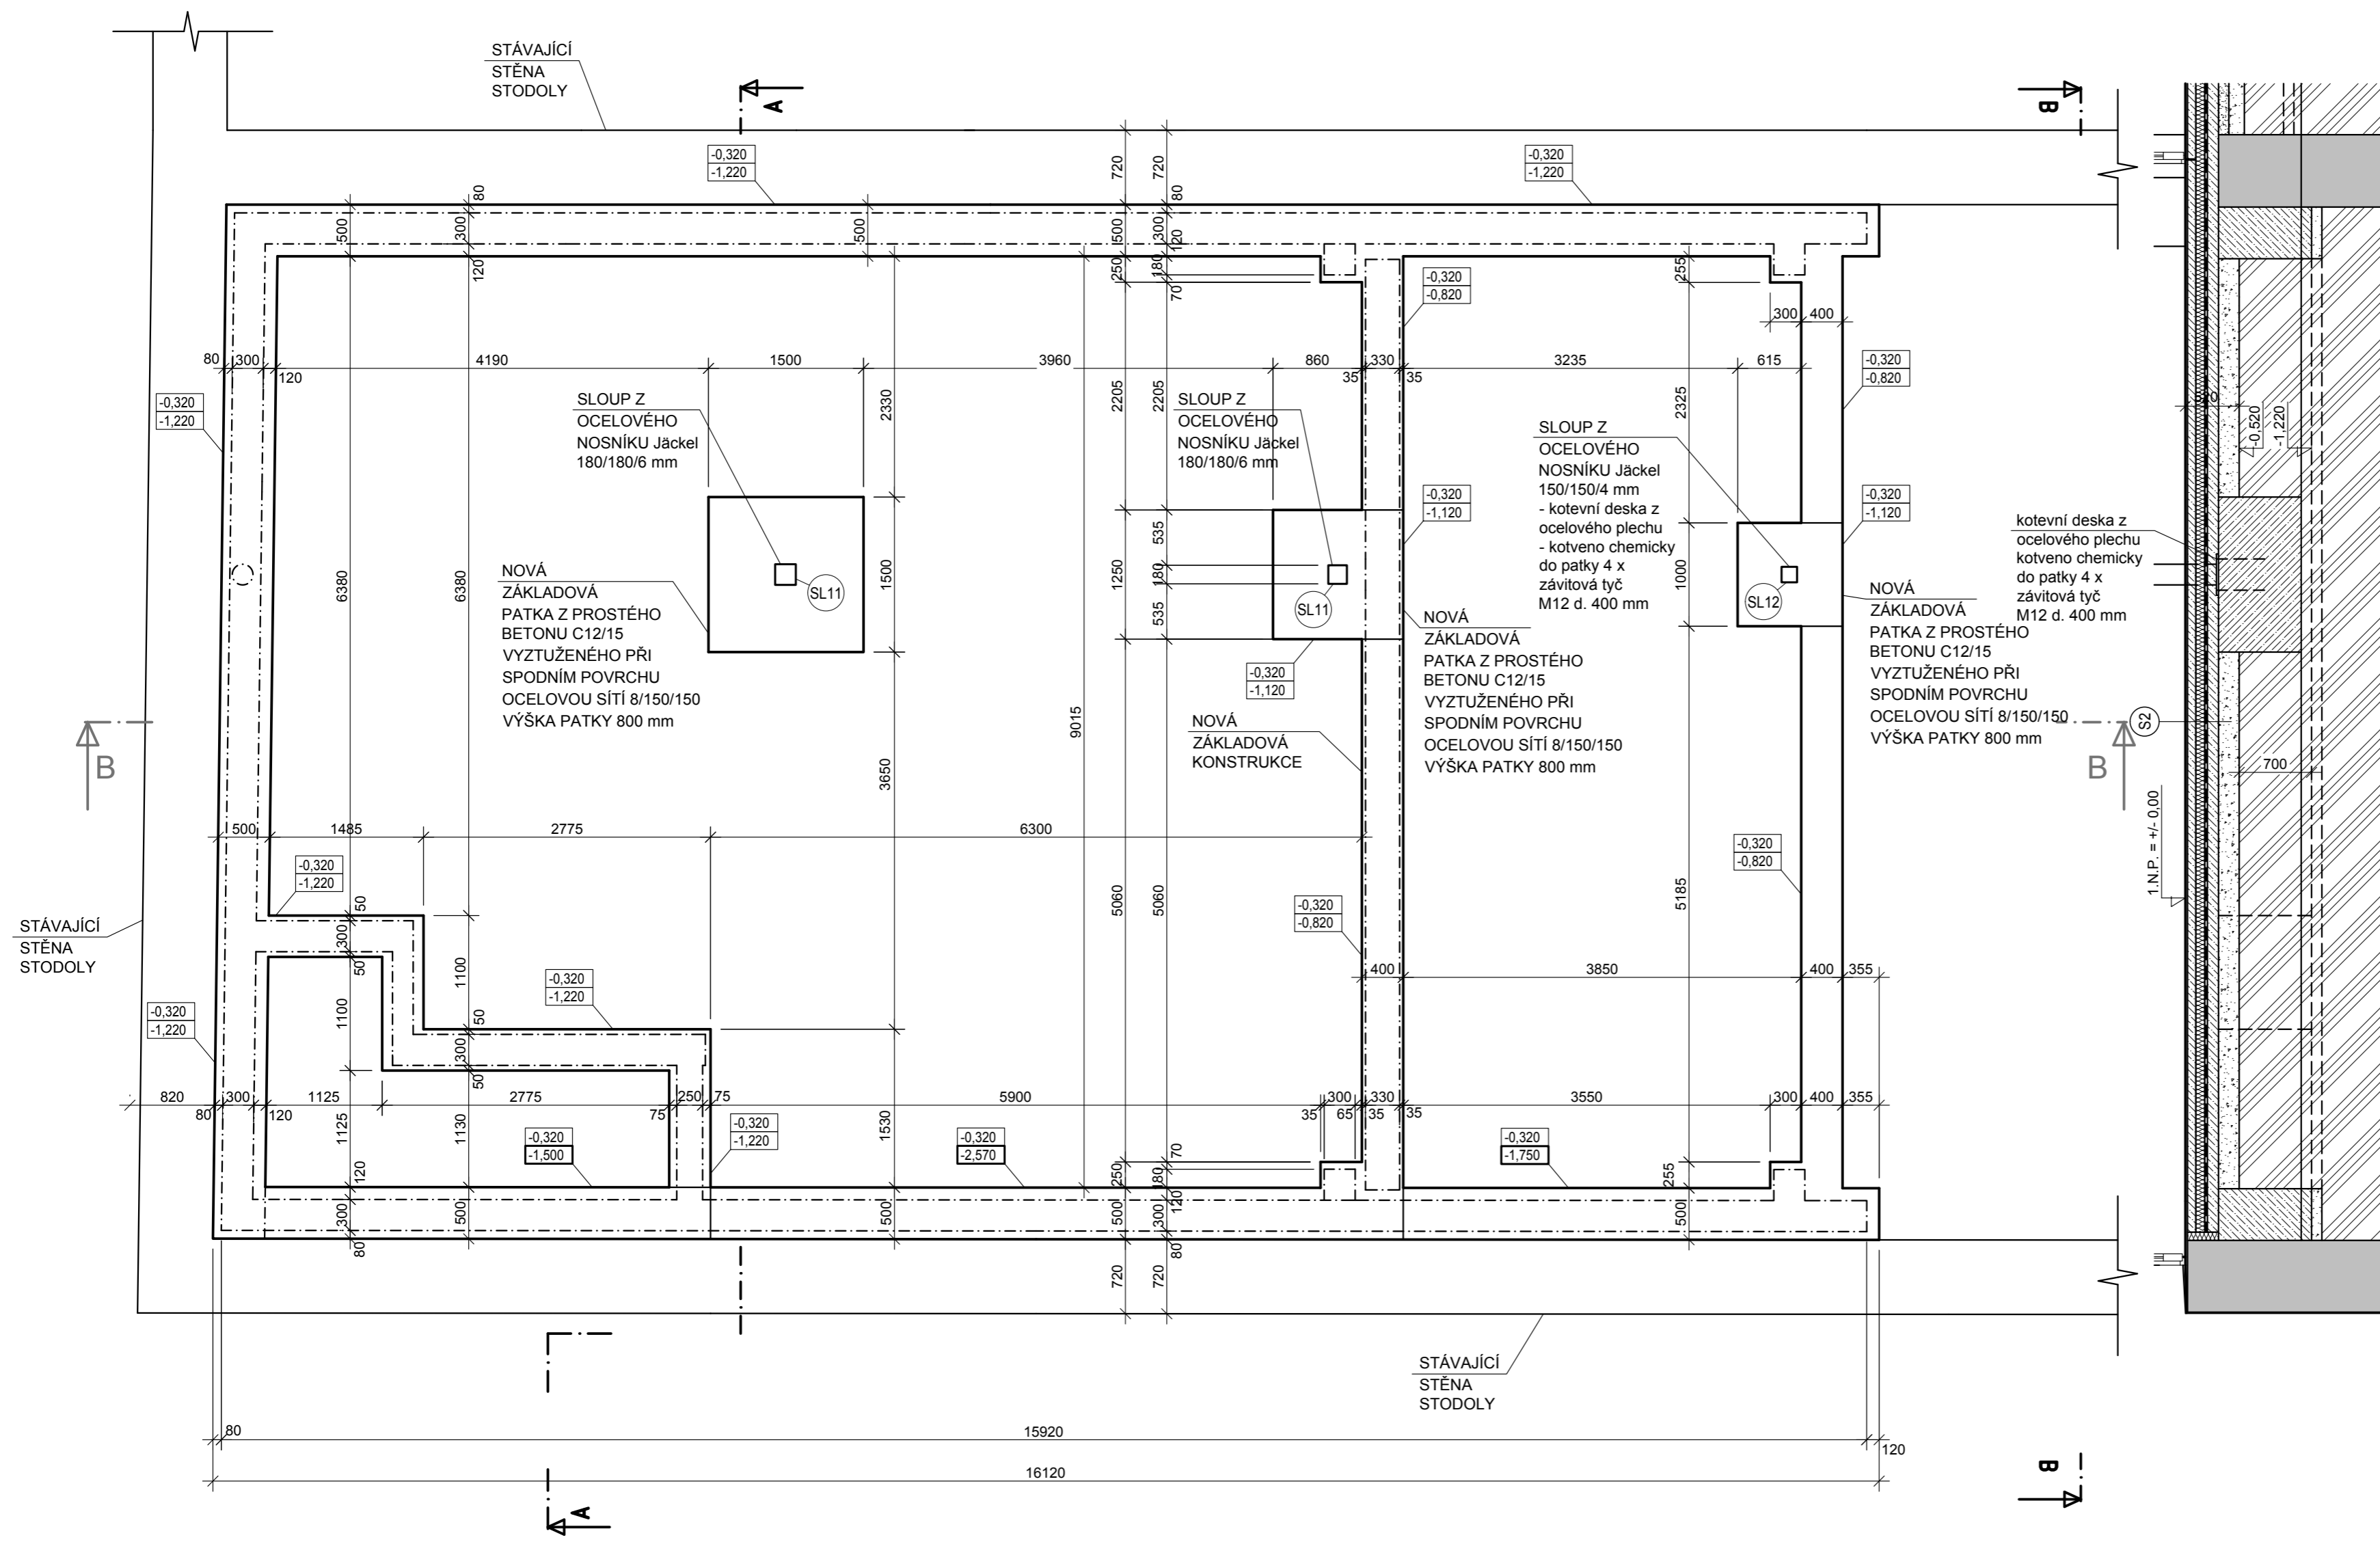 STÁVAJÍCÍ
STĚNA
STODOLY
A
B
-0,320
-1,220
-0,320
-1,220
720
720
80
500
300
500
500
300
80
120
120
250
180
70
-0,320
-0,820
255
300
400
80
300
120
4190
1500
3960
860
35
330
35
3235
615
-0,320
-0,820
-0,320
-1,220
SLOUP Z
OCELOVÉHO
NOSNÍKU Jäckel
180/180/6 mm
2330
2205
2205
SLOUP Z
OCELOVÉHO
NOSNÍKU Jäckel
180/180/6 mm
2325
SLOUP Z
OCELOVÉHO
NOSNÍKU Jäckel
150/150/4 mm
- kotevní deska z
ocelového plechu
- kotveno chemicky
do patky 4 x
závitová tyč
M12 d. 400 mm
-0,520
-1,220
-0,320
-1,120
-0,320
-1,120
kotevní deska z
ocelového plechu
kotveno chemicky
do patky 4 x
závitová tyč
M12 d. 400 mm
6380
6380
1500
1250
535
180
535
1000
SL11
SL11
SL12
NOVÁ
ZÁKLADOVÁ
PATKA Z PROSTÉHO
BETONU C12/15
VYZTUŽENÉHO PŘI
SPODNÍM POVRCHU
OCELOVOU SÍTÍ 8/150/150
VÝŠKA PATKY 800 mm
NOVÁ
ZÁKLADOVÁ
PATKA Z PROSTÉHO
BETONU C12/15
VYZTUŽENÉHO PŘI
SPODNÍM POVRCHU
OCELOVOU SÍTÍ 8/150/150
VÝŠKA PATKY 800 mm
NOVÁ
ZÁKLADOVÁ
PATKA Z PROSTÉHO
BETONU C12/15
VYZTUŽENÉHO PŘI
SPODNÍM POVRCHU
OCELOVOU SÍTÍ 8/150/150
VÝŠKA PATKY 800 mm
-0,320
-1,120
NOVÁ
ZÁKLADOVÁ
KONSTRUKCE
9015
3650
B
B
S2
700
1.N.P. = +/- 0,00
500
1485
2775
6300
-0,320
-1,220
-0,320
-0,820
-0,320
-0,820
5060
5060
5185
STÁVAJÍCÍ
STĚNA
STODOLY
50
300
50
1100
1100
-0,320
-1,220
-0,320
-1,220
400
3850
400
355
50
300
50
820
80
300
120
1125
2775
75
250
75
5900
35
300
65
35
330
35
3550
300
400
355
1125
1130
1530
-0,320
-1,500
-0,320
-1,220
-0,320
-2,570
-0,320
-1,750
120
300
80
500
500
250
500
70
180
120
300
80
255
500
720
720
STÁVAJÍCÍ
STĚNA
STODOLY
80
15920
120
16120
A
B